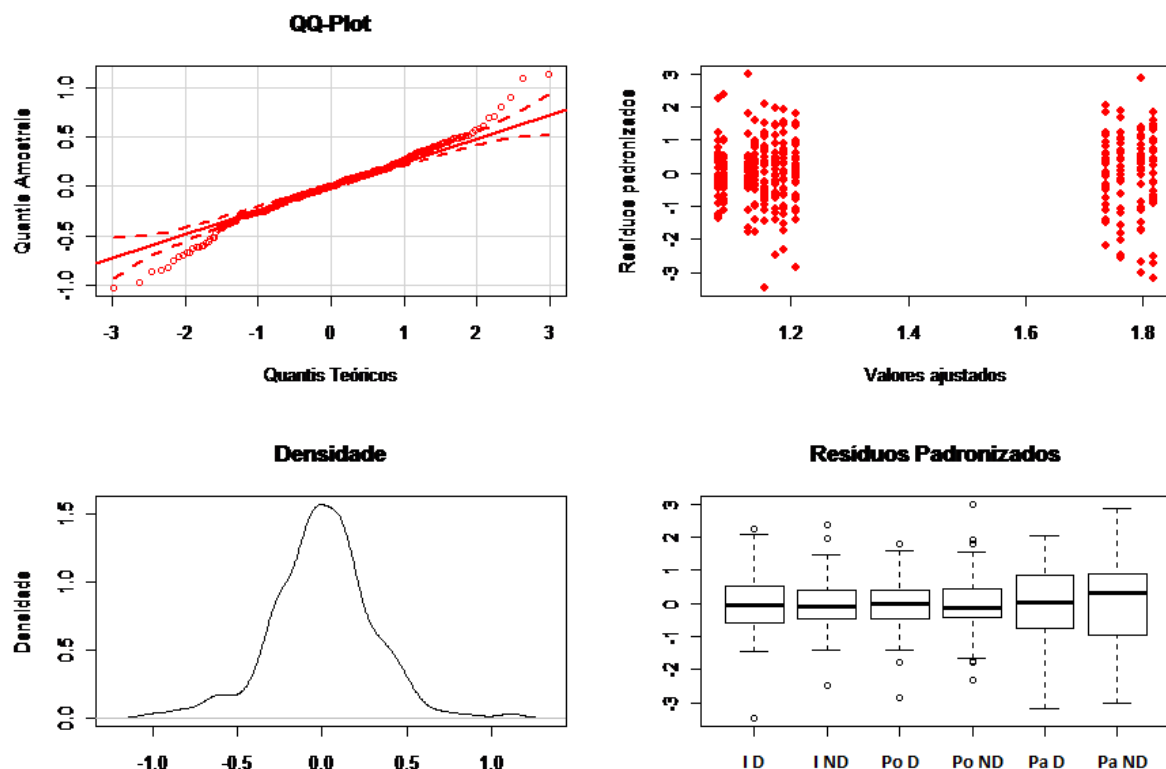 QQ-Plot
Quantis Amostrais
1.0
0.5
0.0
-0.5
-1.0
-3 -2 -1 0 1 2 3
Quantis Teóricos
Resíduos padronizados
3
2
1
0
-1
-2
-3
1.2 1.4 1.6 1.8
Valores ajustados
Densidade
Densidade
1.5
1.0
0.5
0.0
-1.0 -0.5 0.0 0.5 1.0
Resíduos Padronizados
3
2
1
0
-1
-2
-3
I D I ND Po D Po ND Pa D Pa ND